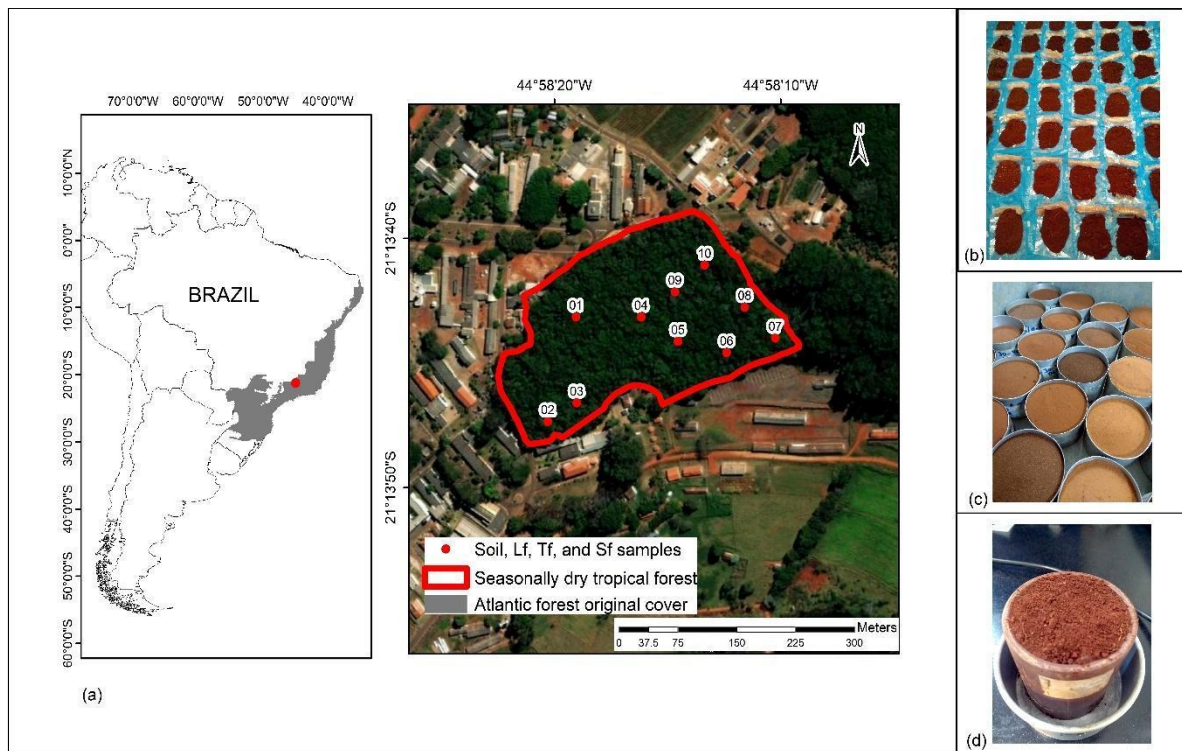 70°0'0"W 60°0'0"W 50°0'0"W 40°0'0"W
10°0'0"N
0°0'0"
10°0'0"S
20°0'0"S
30°0'0"S
40°0'0"S
50°0'0"S
60°0'0"S
BRAZIL
(a)
44°58'20"W 44°58'10"W
21°13'40"S
21°13'50"S
N
10
09
08
01
04
05
07
06
03
02
Soil, Lf, Tf, and Sf samples
Seasonally dry tropical forest
Atlantic forest original cover
Meters
0 37.5 75 150 225 300
(b)
(c)
(d)